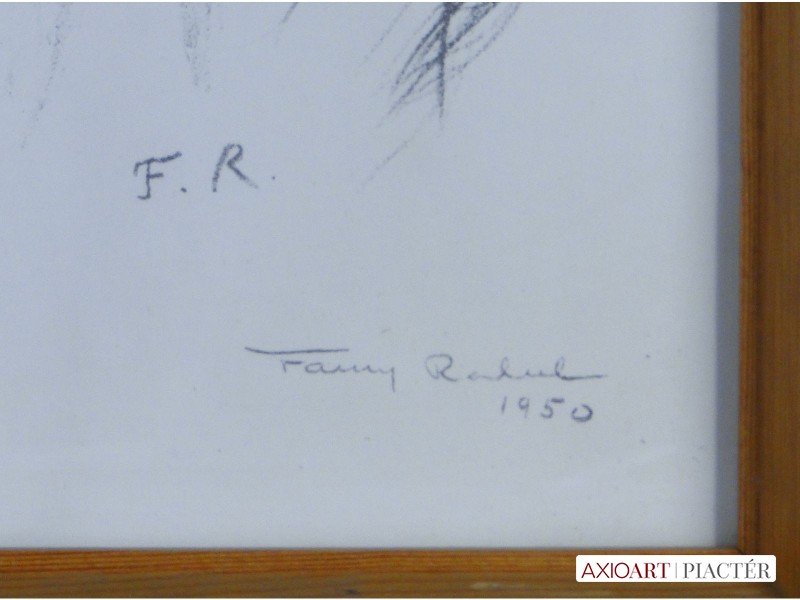 F. R.
Fanny Rabel
1950
AXIOART | PIACTÉR